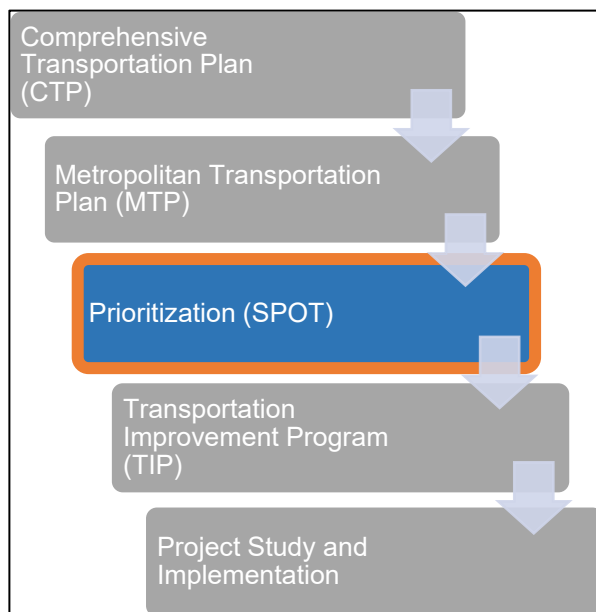 Comprehensive
Transportation Plan
(CTP)
Metropolitan Transportation
Plan (MTP)
Prioritization (SPOT)
Transportation
Improvement Program
(TIP)
Project Study and
Implementation